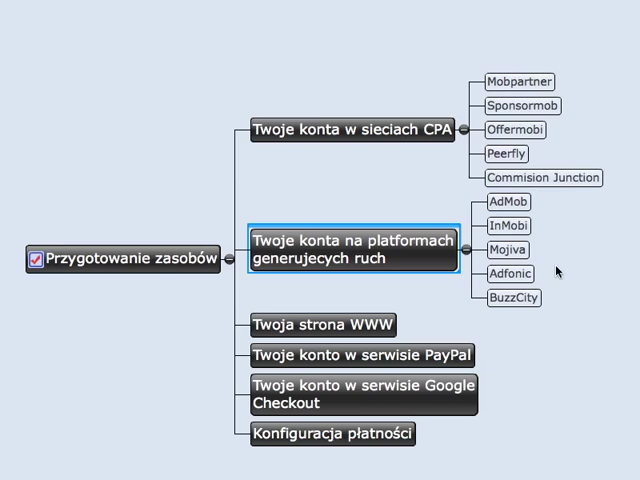 Przygotowanie zasobów
Twoje konta w sieciach CPA
Mobpartner
Sponsormob
Offermobi
Peerfly
Commision Junction
Twoje konta na platformach
generujecych ruch
AdMob
InMobi
Mojiva
Adfonic
BuzzCity
Twoja strona WWW
Twoje konto w serwisie PayPal
Twoje konto w serwisie Google
Checkout
Konfiguracja płatności